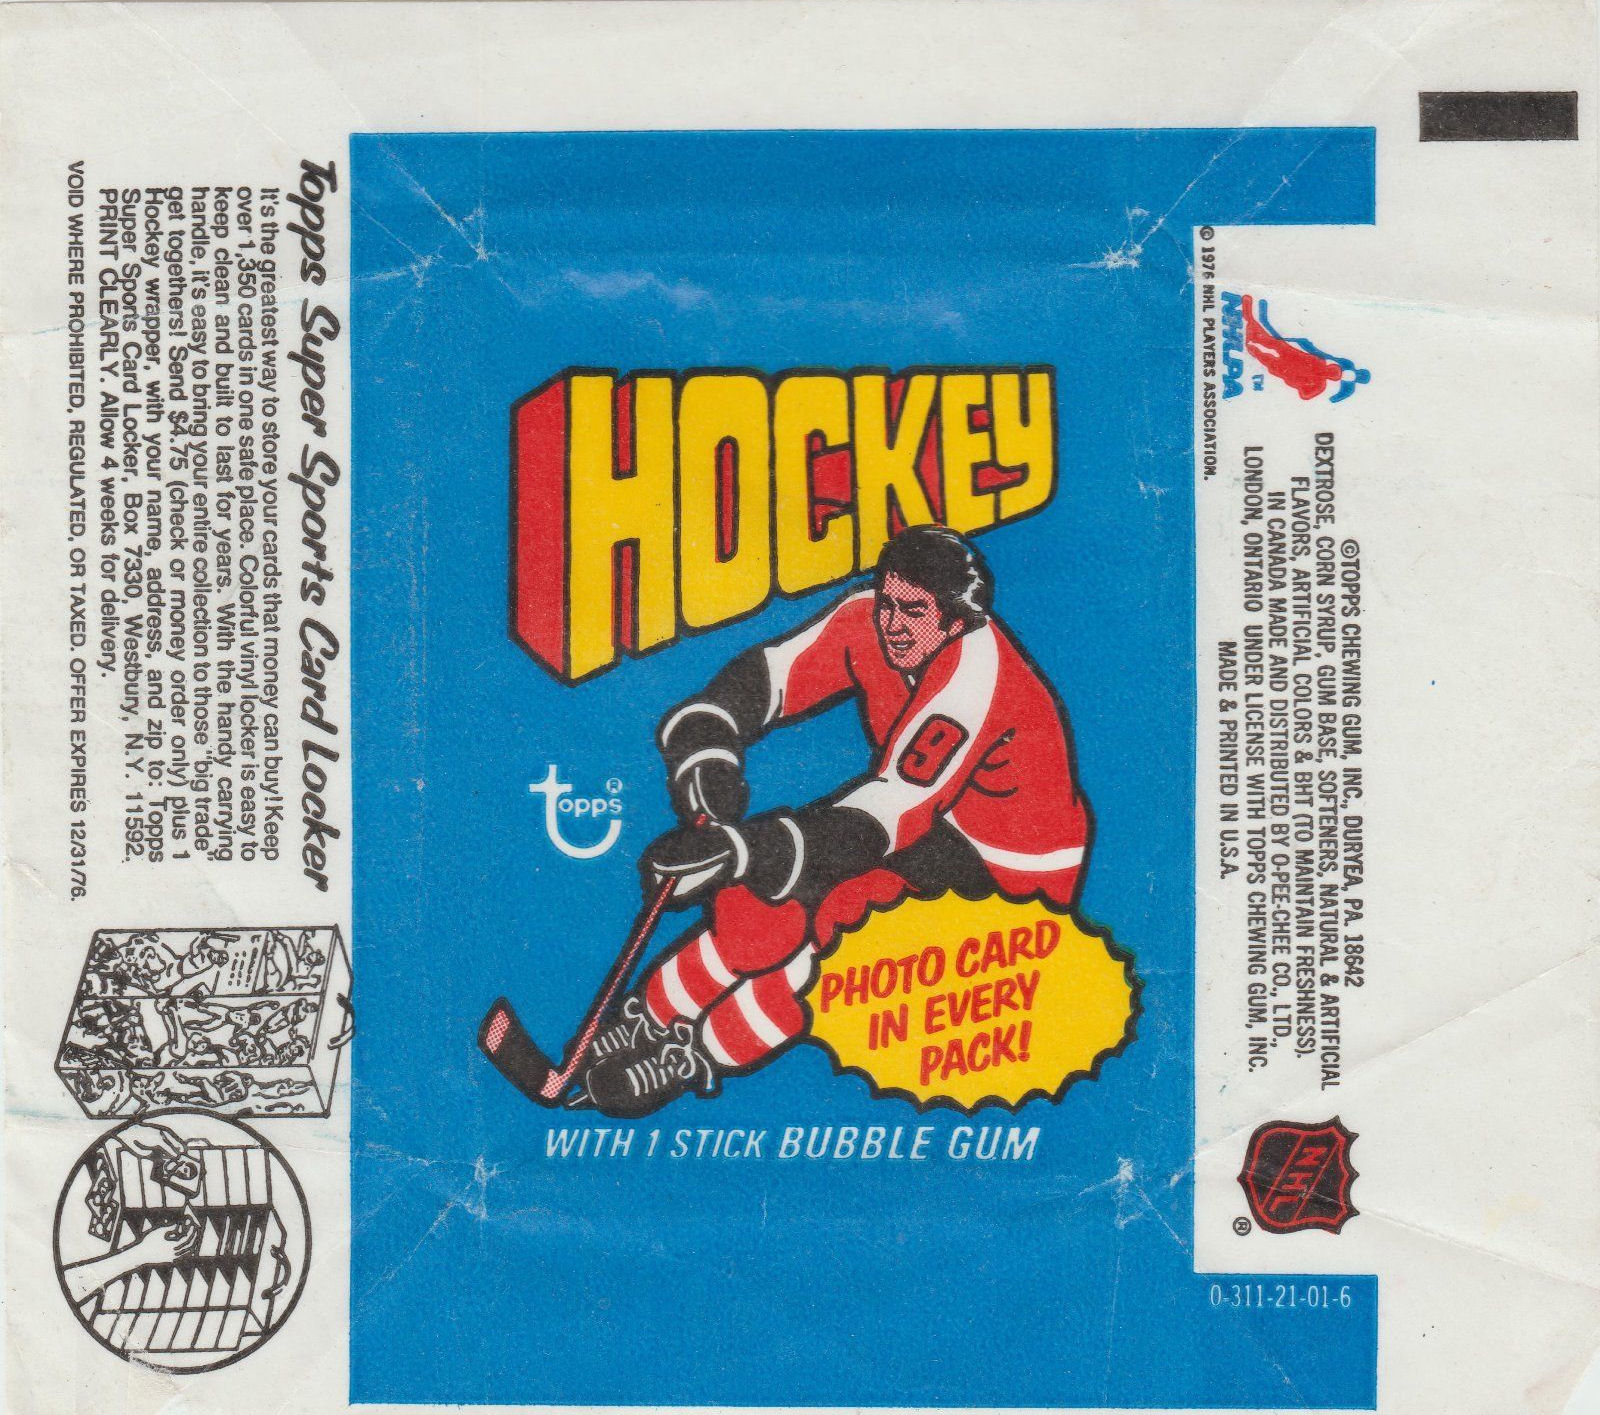 Topps Super Sports Card Locker
It's the greatest way to store your cards that money can buy! Keep
over 1,350 cards in one safe place. Colorful vinyl locker is easy to
keep clean and built to last for years. With the handy carrying
handle, it's easy to bring your entire collection to those "big trade"
get togethers! Send $4.75 (check or money order only) plus 1
Hockey wrapper, with your name, address, and zip to: Topps
Super Sports Card Locker, Box 7330, Westbury, N.Y. 11592.
PRINT CLEARLY. Allow 4 weeks for delivery.
VOID WHERE PROHIBITED, REGULATED, OR TAXED. OFFER EXPIRES 12/31/76.
HOCKEY
9
topps®
PHOTO CARD
IN EVERY
PACK!
WITH 1 STICK BUBBLE GUM
NHLPA™
© 1976 NHL PLAYERS ASSOCIATION.
©TOPPS CHEWING GUM, INC., DURYEA, PA. 18642
DEXTROSE, CORN SYRUP, GUM BASE, SOFTENERS, NATURAL & ARTIFICIAL
FLAVORS, ARTIFICIAL COLORS & BHT (TO MAINTAIN FRESHNESS).
IN CANADA MADE AND DISTRIBUTED BY O-PEE-CHEE CO., LTD.,
LONDON, ONTARIO UNDER LICENSE WITH TOPPS CHEWING GUM, INC.
MADE & PRINTED IN U.S.A.
NHL
®
0-311-21-01-6